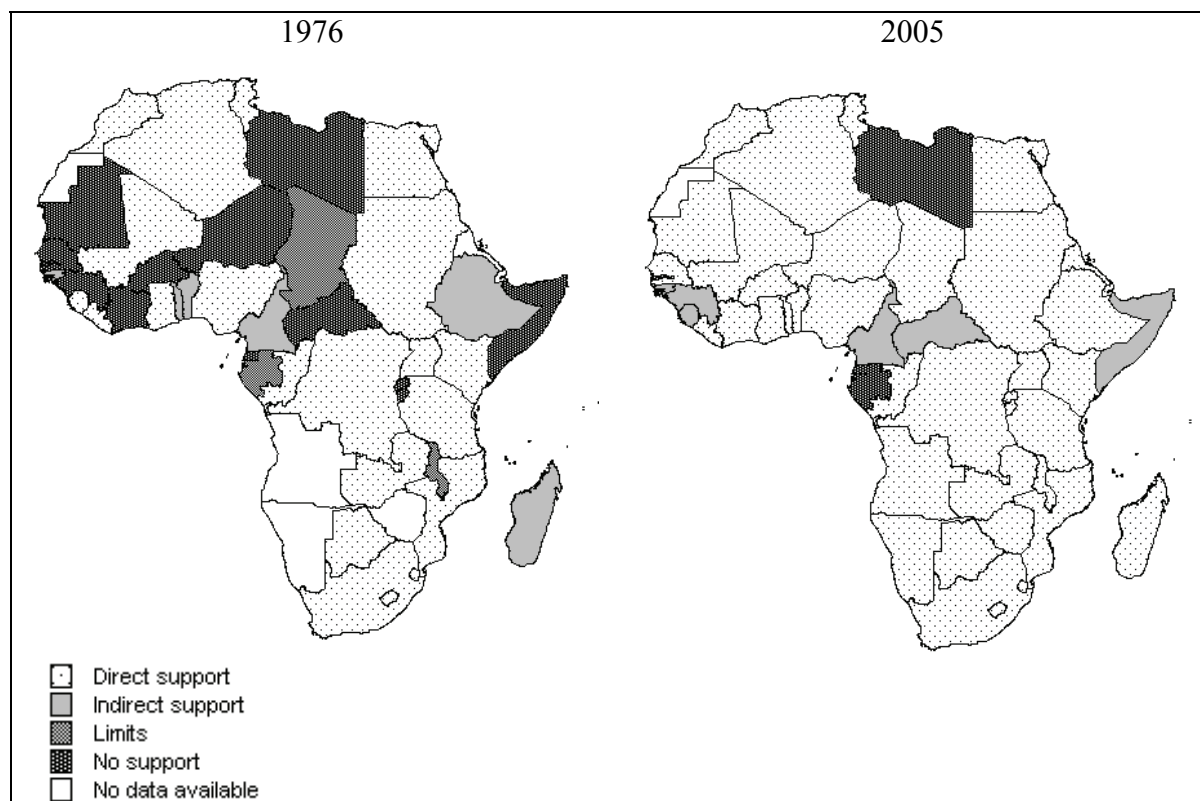 1976
2005
Direct support
Indirect support
Limits
No support
No data available